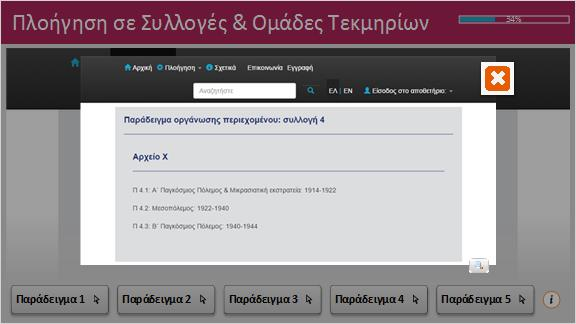 Πλοήγηση σε Συλλογές & Ομάδες Τεκμηρίων
34%
Αρχική Πλοήγηση Σχετικά Επικοινωνία Εγγραφή
Αναζητήστε ΕΛ | EN Είσοδος στο αποθετήριο:
Παράδειγμα οργάνωσης περιεχομένου: συλλογή 4
Αρχείο Χ
Π 4.1: Α΄ Παγκόσμιος Πόλεμος & Μικρασιατική εκστρατεία: 1914-1922
Π 4.2: Μεσοπόλεμος: 1922-1940
Π 4.3: Β΄ Παγκόσμιος Πόλεμος: 1940-1944
Παράδειγμα 1 Παράδειγμα 2 Παράδειγμα 3 Παράδειγμα 4 Παράδειγμα 5